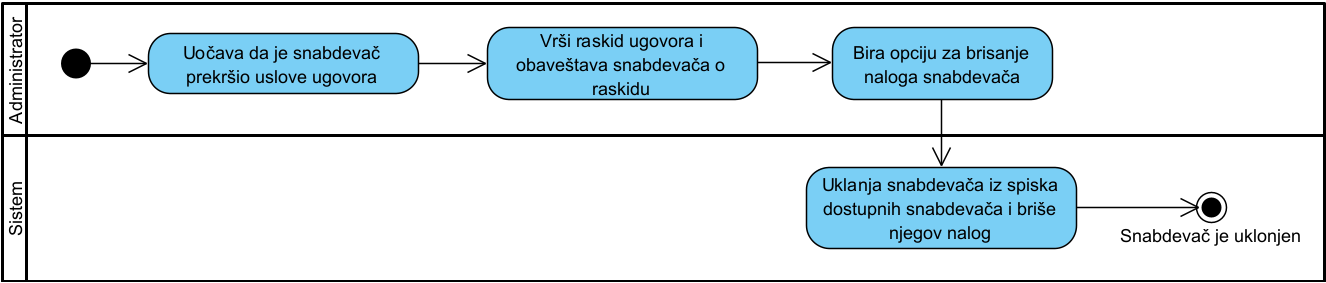 Administrator
Uočava da je snabdevač
prekršio uslove ugovora
Vrši raskid ugovora i
obaveštava snabdevača o
raskidu
Bira opciju za brisanje
naloga snabdevača
Sistem
Uklanja snabdevača iz spiska
dostupnih snabdevača i briše
njegov nalog
Snabdevač je uklonjen